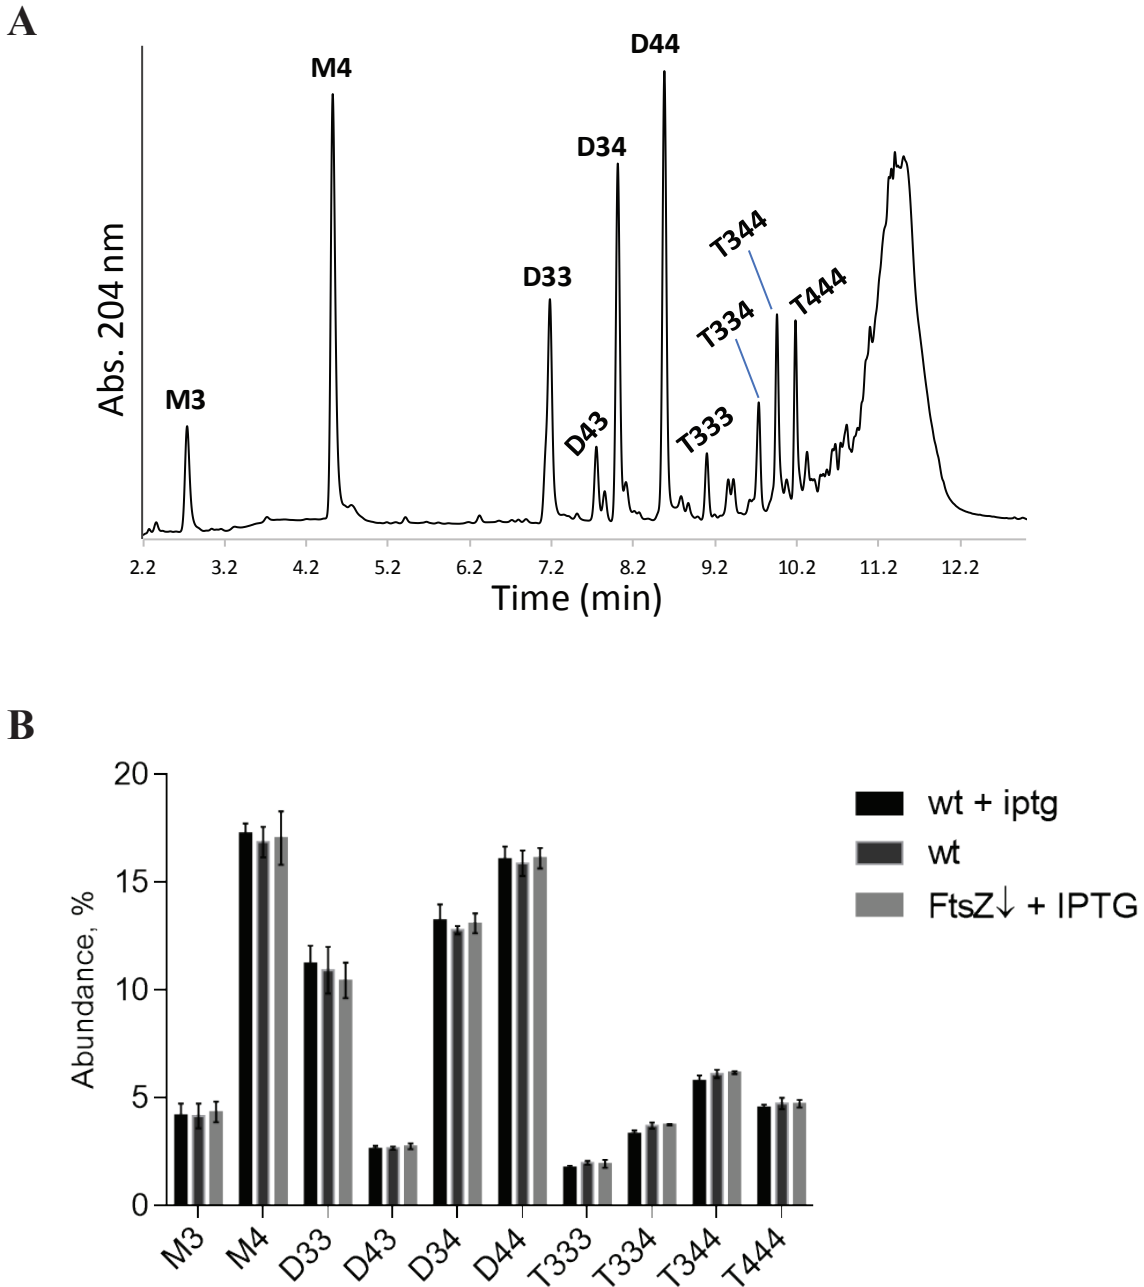 A
D44
M4
D34
T344
D33
T334
T444
M3
D43
T333
Abs. 204 nm
2.2 3.2 4.2 5.2 6.2 7.2 8.2 9.2 10.2 11.2 12.2
Time (min)
B
20
15
10
5
0
Abundance, %
wt + iptg
wt
FtsZ↓ + IPTG
M3 M4 D33 D43 D34 D44 T333 T334 T344 T444